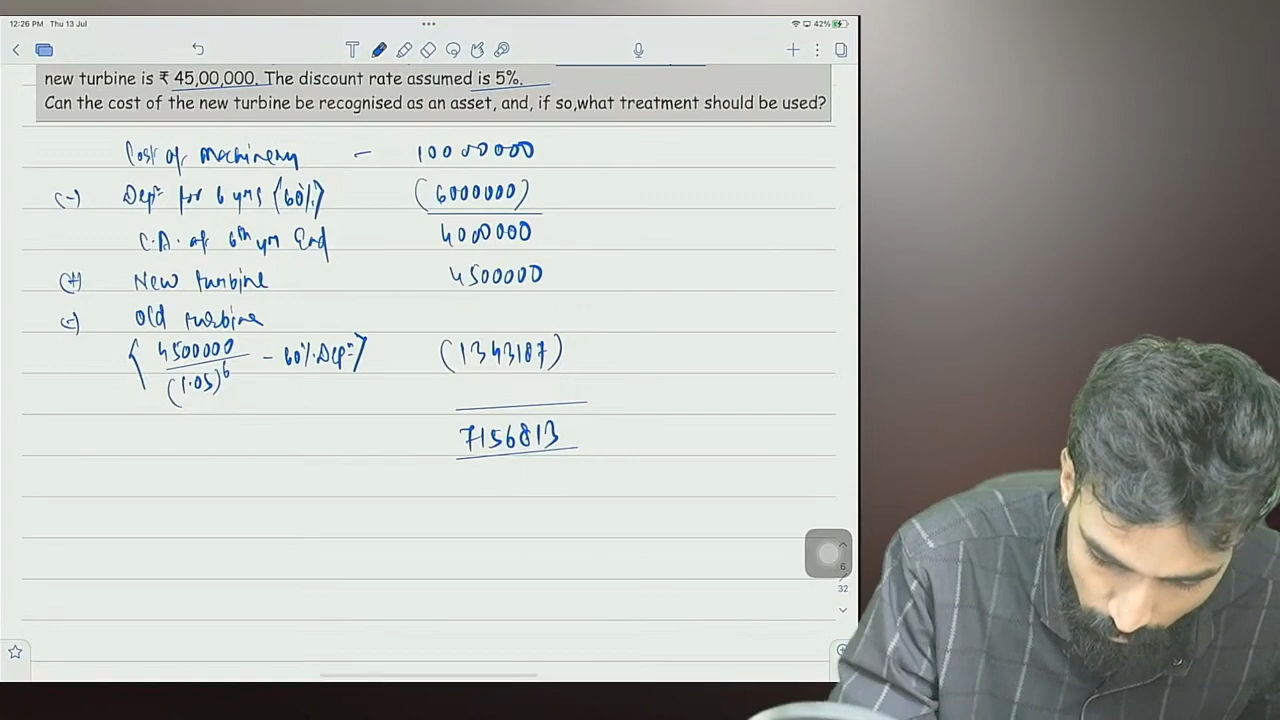 12:26 PM Thu 13 Jul
42%
new turbine is ₹ 45,00,000. The discount rate assumed is 5%.
Can the cost of the new turbine be recognised as an asset, and, if so,what treatment should be used?
Cost of machinery - 10000000
(-) Depn for 6 yrs (60%) (6000000)
C.A. of 6th yr End 4000000
(+) New turbine 4500000
(-) Old turbine
{ 4500000 / (1.05)^6 - 60% Depn } (1343187)
7156813
6
32